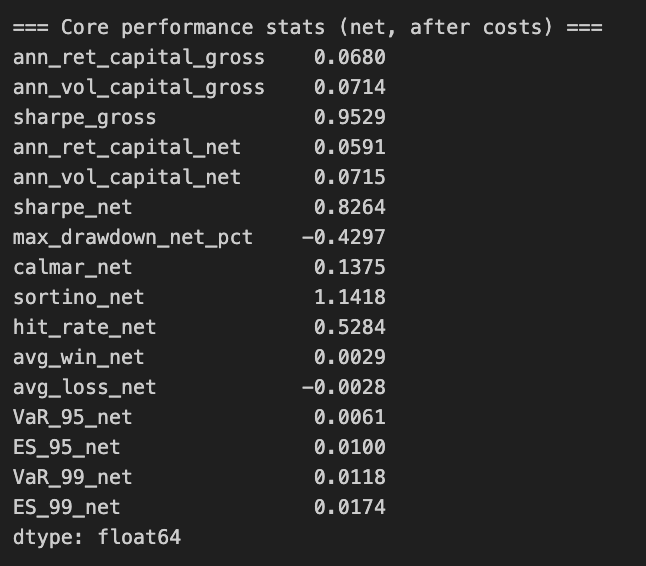 === Core performance stats (net, after costs) ===
ann_ret_capital_gross    0.0680
ann_vol_capital_gross    0.0714
sharpe_gross             0.9529
ann_ret_capital_net      0.0591
ann_vol_capital_net      0.0715
sharpe_net               0.8264
max_drawdown_net_pct    -0.4297
calmar_net               0.1375
sortino_net              1.1418
hit_rate_net             0.5284
avg_win_net              0.0029
avg_loss_net            -0.0028
VaR_95_net               0.0061
ES_95_net                0.0100
VaR_99_net               0.0118
ES_99_net                0.0174
dtype: float64